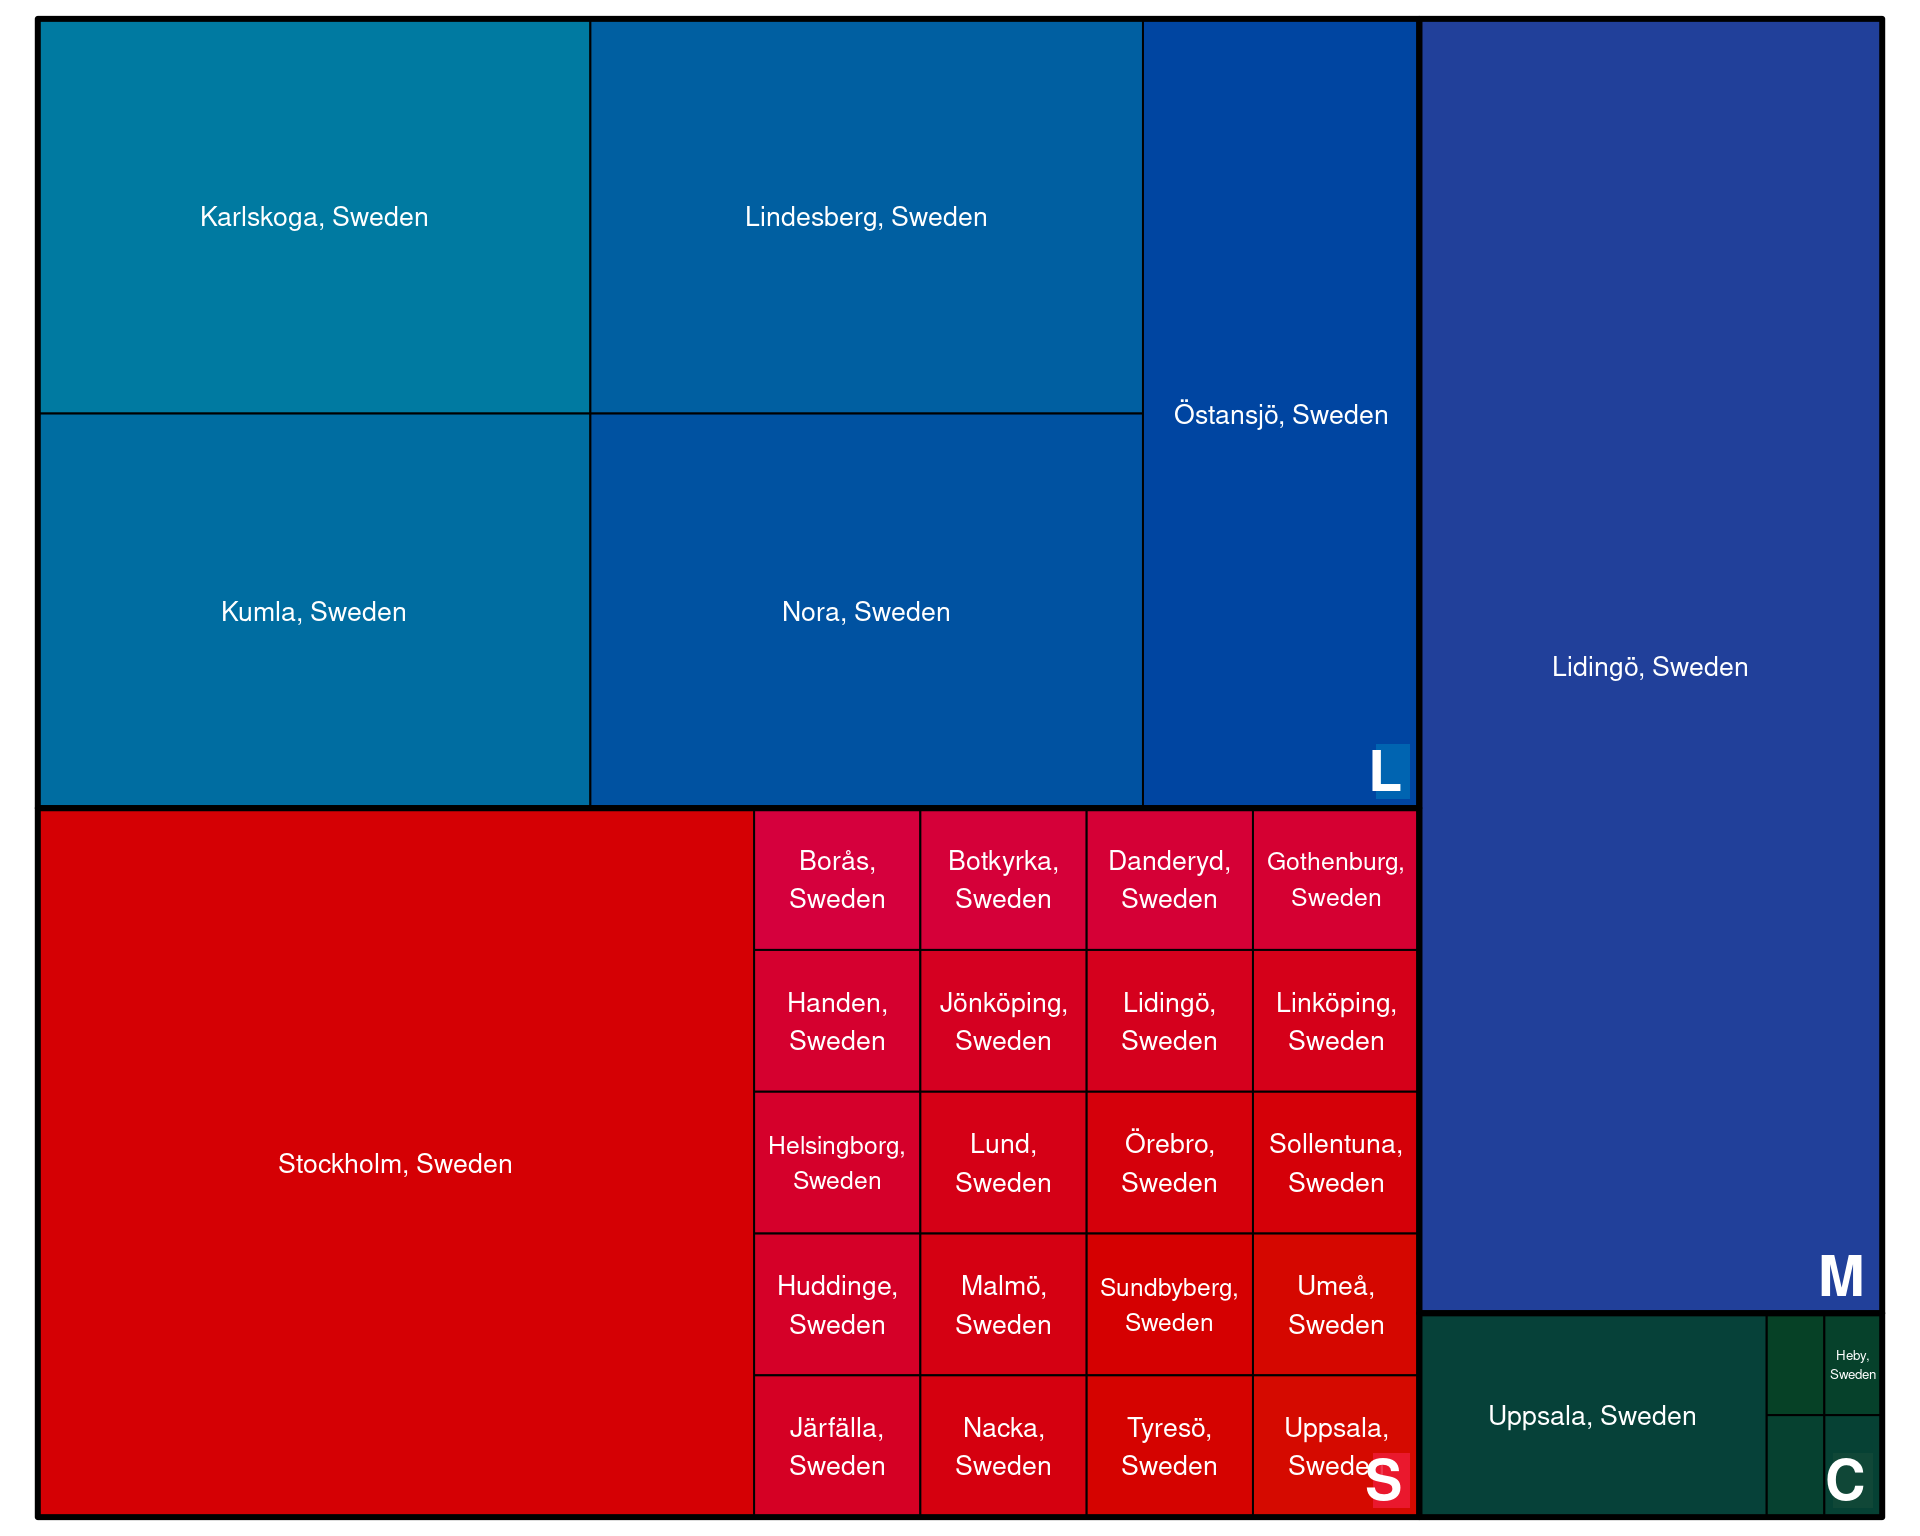 Karlskoga, Sweden
Lindesberg, Sweden
Östansjö, Sweden
Kumla, Sweden
Nora, Sweden
L
Lidingö, Sweden
M
Stockholm, Sweden
Borås,
Sweden
Botkyrka,
Sweden
Danderyd,
Sweden
Gothenburg,
Sweden
Handen,
Sweden
Jönköping,
Sweden
Lidingö,
Sweden
Linköping,
Sweden
Helsingborg,
Sweden
Lund,
Sweden
Örebro,
Sweden
Sollentuna,
Sweden
Huddinge,
Sweden
Malmö,
Sweden
Sundbyberg,
Sweden
Umeå,
Sweden
Järfälla,
Sweden
Nacka,
Sweden
Tyresö,
Sweden
Uppsala,
Swede
S
Uppsala, Sweden
Heby,
Sweden
C